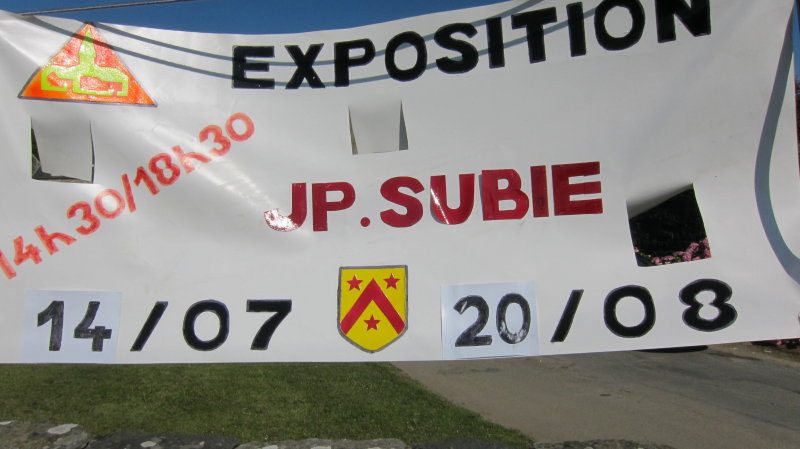 EXPOSITION
14h30/18h30
JP.SUBIE
14/07 20/08